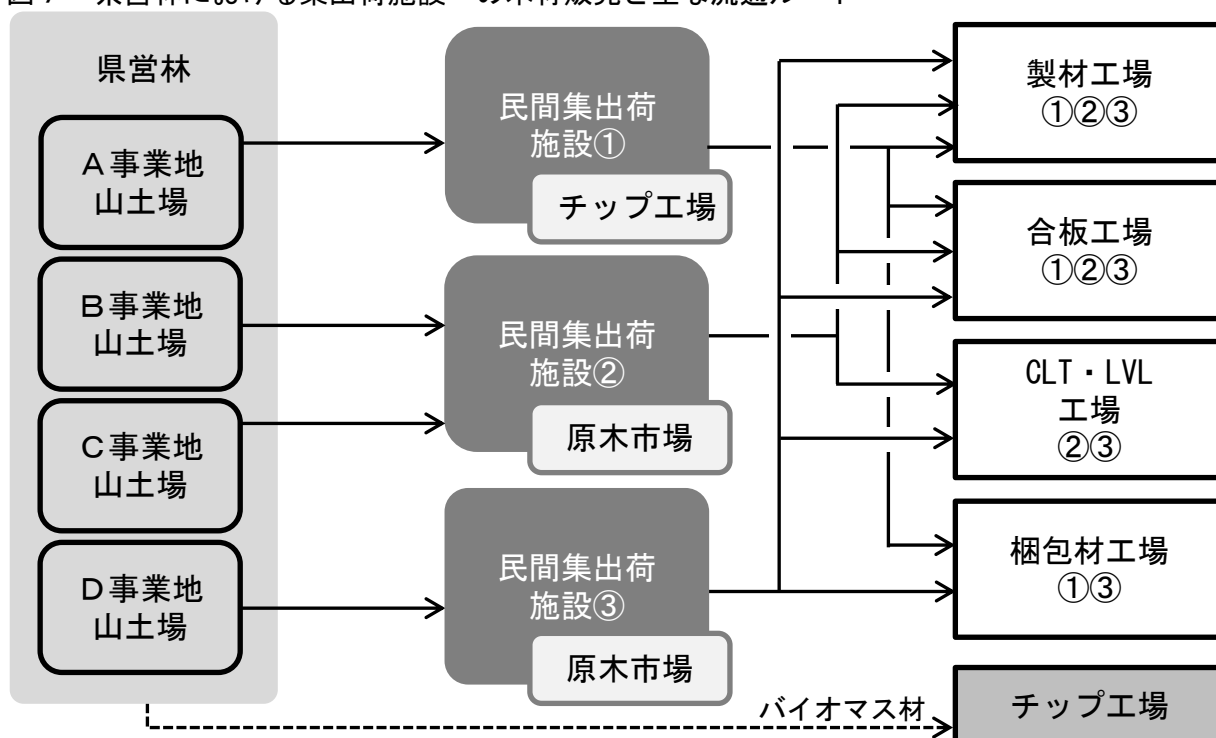 県営林
A事業地
山土場
B事業地
山土場
C事業地
山土場
D事業地
山土場
民間集出荷
施設①
チップ工場
民間集出荷
施設②
原木市場
民間集出荷
施設③
原木市場
製材工場
①②③
合板工場
①②③
CLT・LVL
工場
②③
梱包材工場
①③
バイオマス材
チップ工場